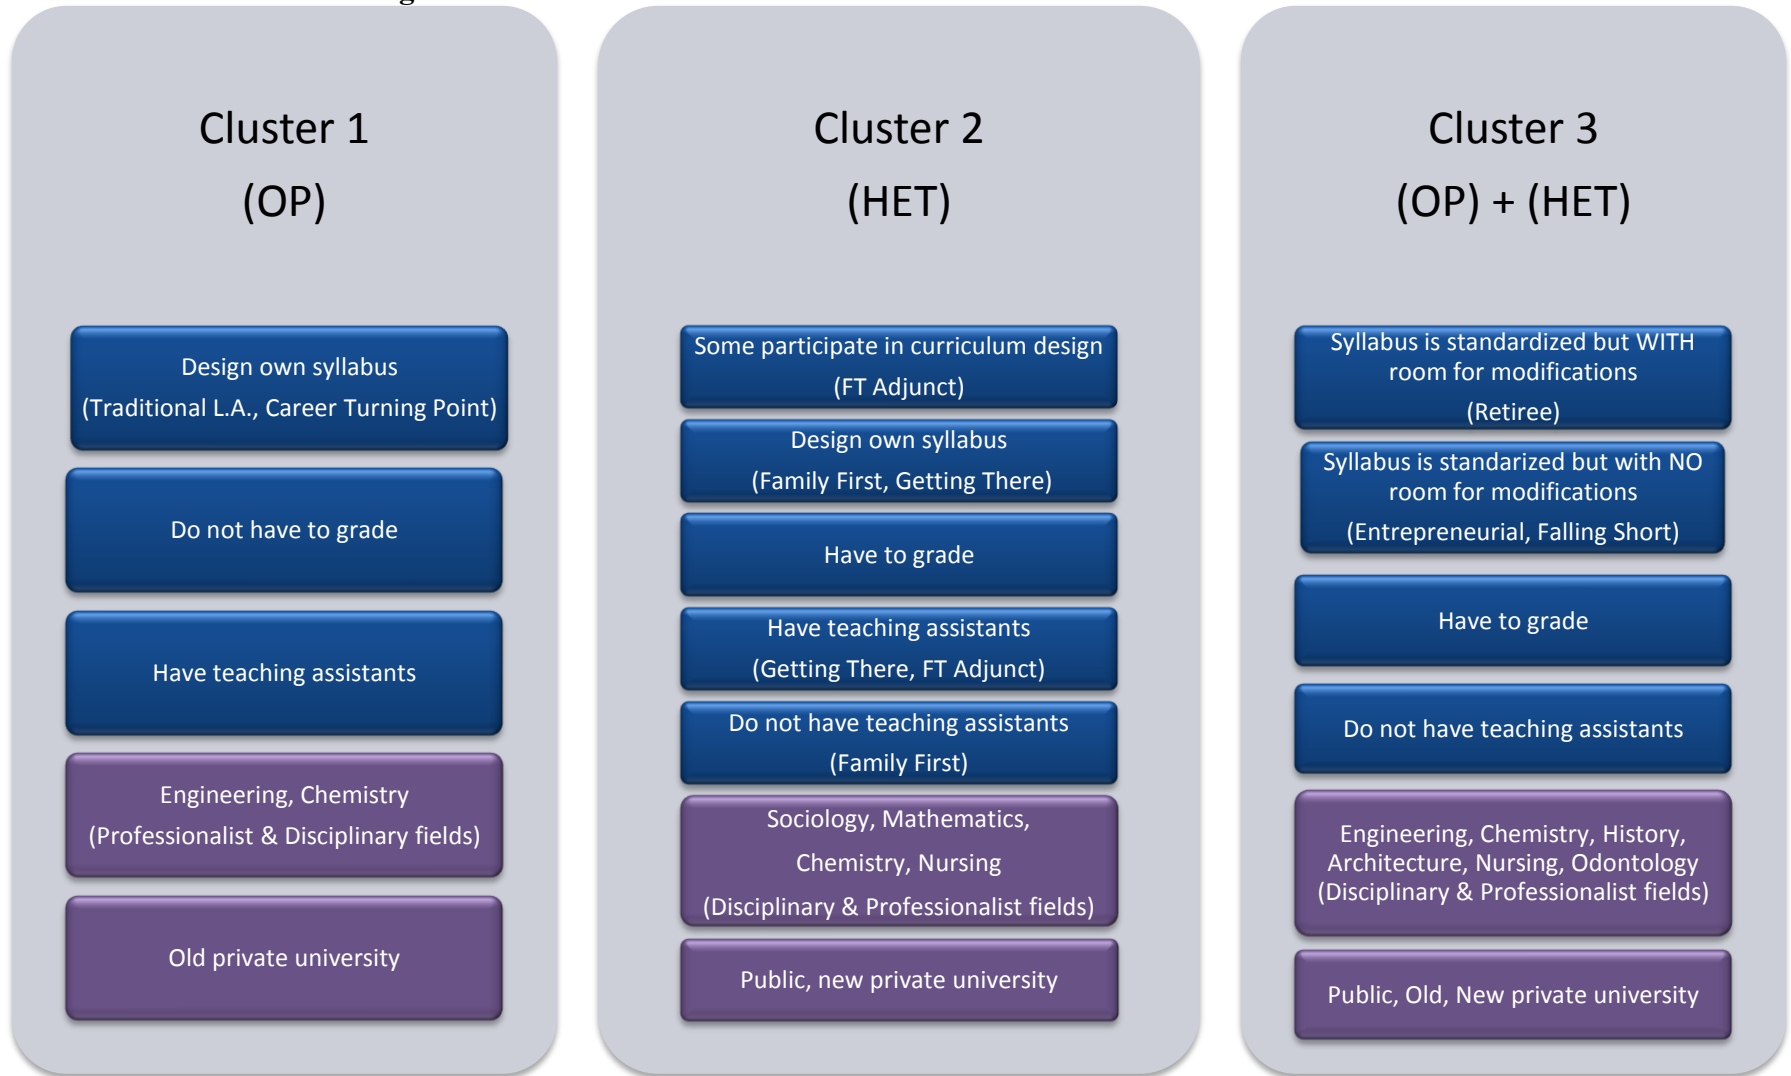 Cluster 1
(OP)
Design own syllabus
(Traditional L.A., Career Turning Point)
Do not have to grade
Have teaching assistants
Engineering, Chemistry
(Professionalist & Disciplinary fields)
Old private university
Cluster 2
(HET)
Some participate in curriculum design
(FT Adjunct)
Design own syllabus
(Family First, Getting There)
Have to grade
Have teaching assistants
(Getting There, FT Adjunct)
Do not have teaching assistants
(Family First)
Sociology, Mathematics,
Chemistry, Nursing
(Disciplinary & Professionalist fields)
Public, new private university
Cluster 3
(OP) + (HET)
Syllabus is standardized but WITH
room for modifications
(Retiree)
Syllabus is standarized but with NO
room for modifications
(Entrepreneurial, Falling Short)
Have to grade
Do not have teaching assistants
Engineering, Chemistry, History,
Architecture, Nursing, Odontology
(Disciplinary & Professionalist fields)
Public, Old, New private university